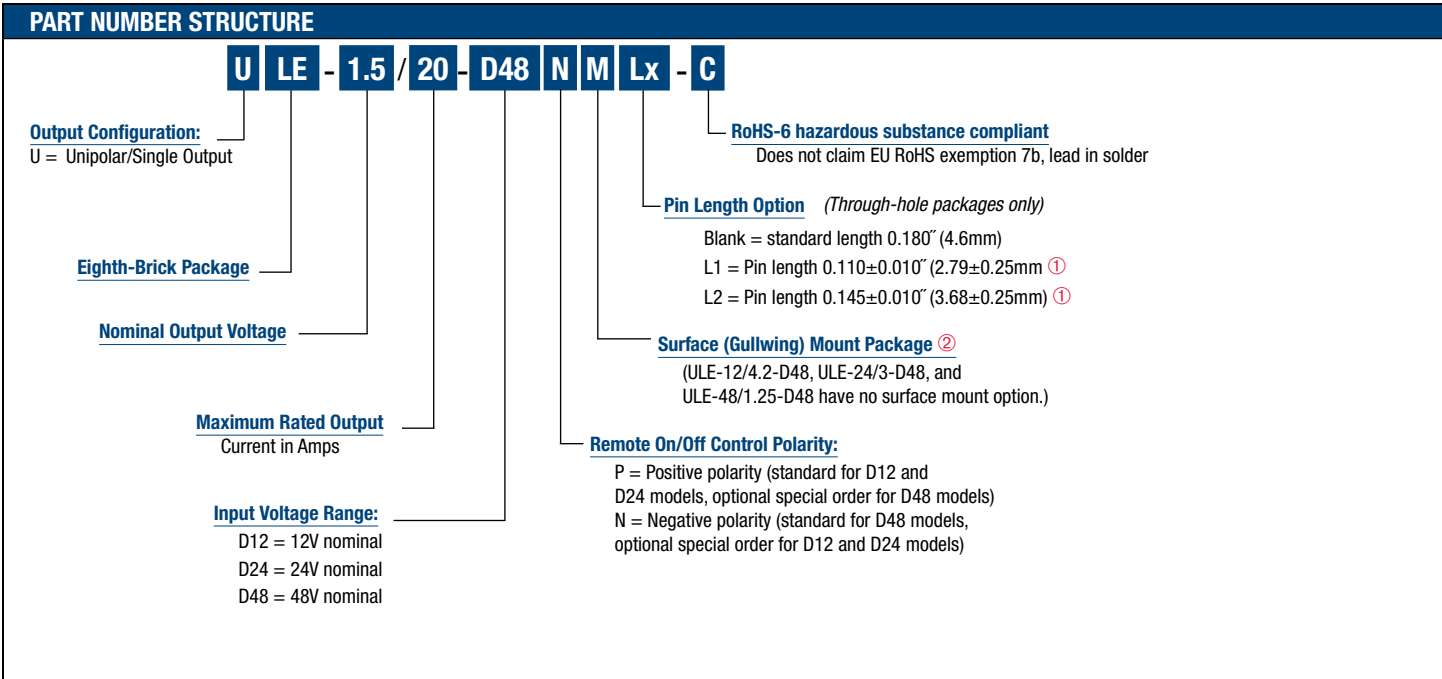 PART NUMBER STRUCTURE
U LE - 1.5 / 20 - D48 N M Lx - C
Output Configuration:
U = Unipolar/Single Output
Eighth-Brick Package
Nominal Output Voltage
Maximum Rated Output
Current in Amps
Input Voltage Range:
D12 = 12V nominal
D24 = 24V nominal
D48 = 48V nominal
RoHS-6 hazardous substance compliant
Does not claim EU RoHS exemption 7b, lead in solder
Pin Length Option (Through-hole packages only)
Blank = standard length 0.180˝ (4.6mm)
L1 = Pin length 0.110±0.010˝ (2.79±0.25mm ①
L2 = Pin length 0.145±0.010˝ (3.68±0.25mm) ①
Surface (Gullwing) Mount Package ②
(ULE-12/4.2-D48, ULE-24/3-D48, and
ULE-48/1.25-D48 have no surface mount option.)
Remote On/Off Control Polarity:
P = Positive polarity (standard for D12 and
D24 models, optional special order for D48 models)
N = Negative polarity (standard for D48 models,
optional special order for D12 and D24 models)